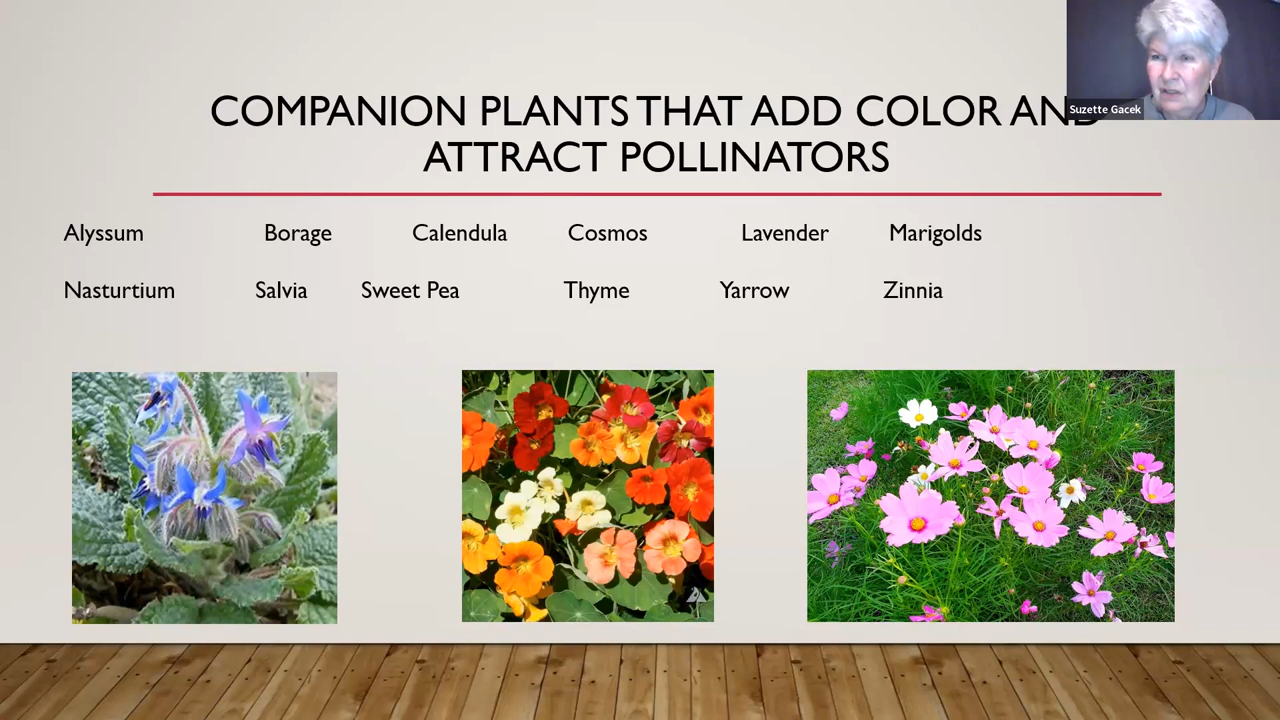 COMPANION PLANTS THAT ADD COLOR AND
ATTRACT POLLINATORS
Suzette Gacek
Alyssum Borage Calendula Cosmos Lavender Marigolds
Nasturtium Salvia Sweet Pea Thyme Yarrow Zinnia